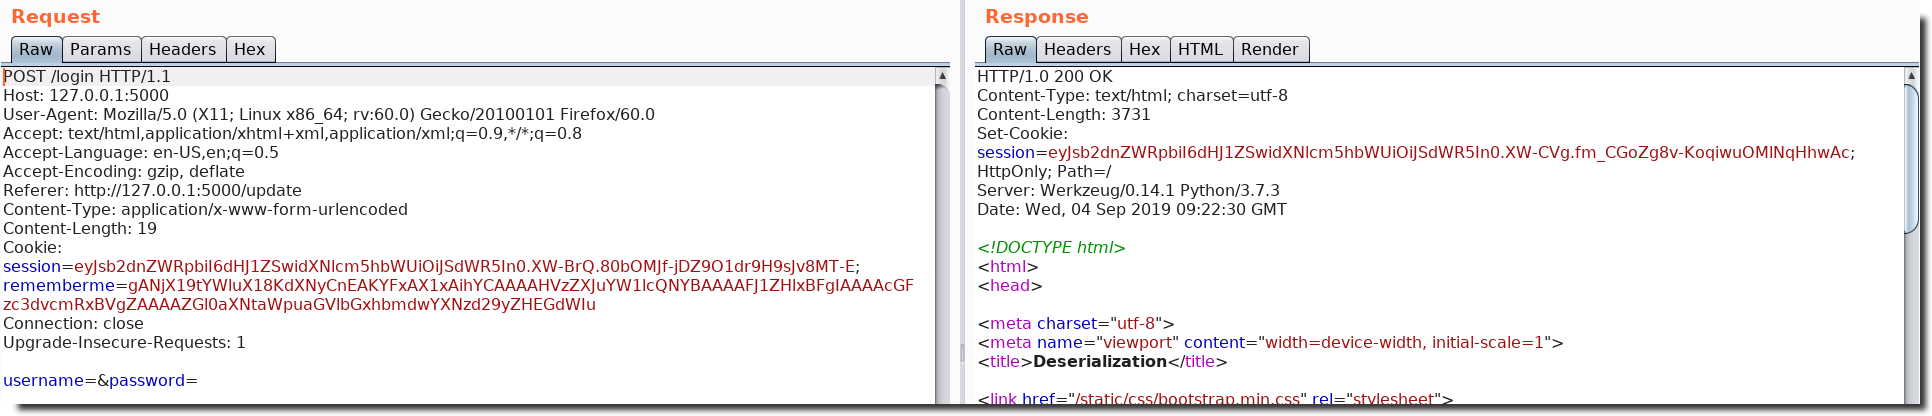 Request
Raw Params Headers Hex
POST /login HTTP/1.1
Host: 127.0.0.1:5000
User-Agent: Mozilla/5.0 (X11; Linux x86_64; rv:60.0) Gecko/20100101 Firefox/60.0
Accept: text/html,application/xhtml+xml,application/xml;q=0.9,*/*;q=0.8
Accept-Language: en-US,en;q=0.5
Accept-Encoding: gzip, deflate
Referer: http://127.0.0.1:5000/update
Content-Type: application/x-www-form-urlencoded
Content-Length: 19
Cookie:
session=eyJsb2dnZWRpbiI6dHJ1ZSwidXNlcm5hbWUiOiJSdWR5In0.XW-BrQ.80bOMJf-jDZ9O1dr9H9sJv8MT-E;
rememberme=gANjX19tYWluX18KdXNyCnEAKYFxAX1xAihYCAAAAHVzZXJuYW1lcQNYBAAAAFJ1ZHlxBFgIAAAAcGF
zc3dvcmRxBVgZAAAAZGl0aXNtaWpuaGVlbGxhbmdwYXNzd29yZHEGdWIu
Connection: close
Upgrade-Insecure-Requests: 1
username=&password=
Response
Raw Headers Hex HTML Render
HTTP/1.0 200 OK
Content-Type: text/html; charset=utf-8
Content-Length: 3731
Set-Cookie:
session=eyJsb2dnZWRpbiI6dHJ1ZSwidXNlcm5hbWUiOiJSdWR5In0.XW-CVg.fm_CGoZg8v-KoqiwuOMlNqHhwAc;
HttpOnly; Path=/
Server: Werkzeug/0.14.1 Python/3.7.3
Date: Wed, 04 Sep 2019 09:22:30 GMT
<!DOCTYPE html>
<html>
<head>
<meta charset="utf-8">
<meta name="viewport" content="width=device-width, initial-scale=1">
<title>Deserialization</title>
<link href="/static/css/bootstrap.min.css" rel="stylesheet">